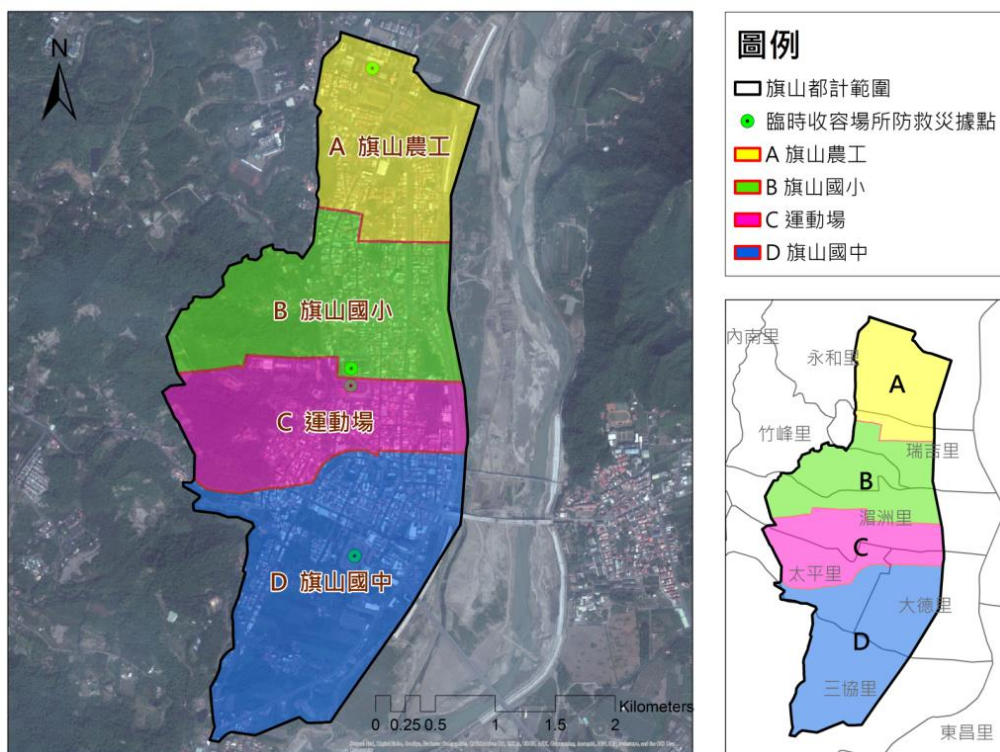 N
A 旗山農工
B 旗山國小
C 運動場
D 旗山國中
Kilometers
0 0.25 0.5 1 1.5 2
圖例
旗山都計範圍
臨時收容場所防救災據點
A 旗山農工
B 旗山國小
C 運動場
D 旗山國中
內南里
永和里
A
竹峰里
瑞吉里
B
湄洲里
C
太平里
大德里
D
三協里
東昌里